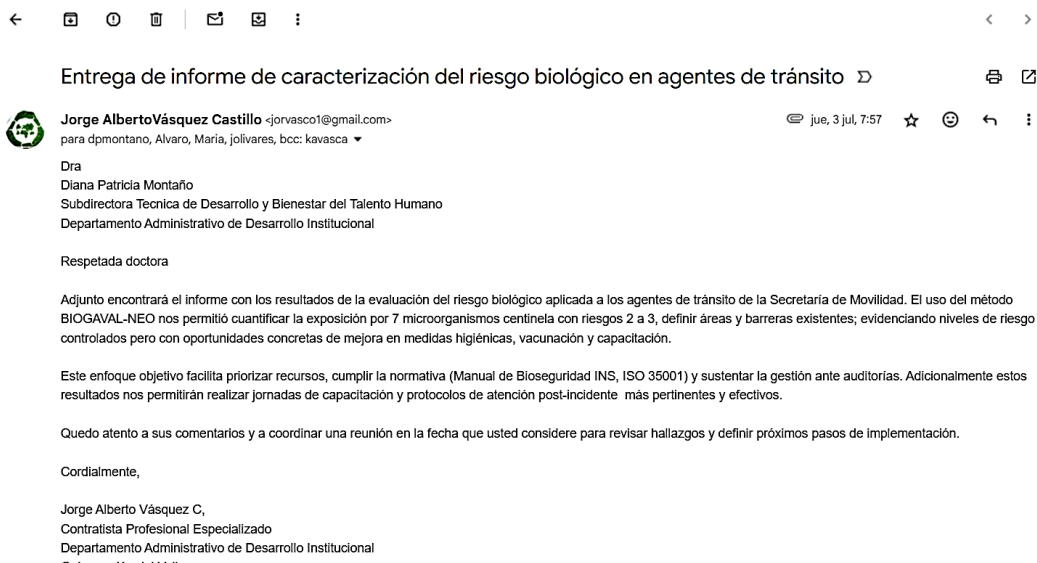 Entrega de informe de caracterización del riesgo biológico en agentes de tránsito
Jorge AlbertoVásquez Castillo <jorvasco1@gmail.com>
jue, 3 jul, 7:57
para dpmontano, Alvaro, Maria, jolivares, bcc: kavasca
Dra
Diana Patricia Montaño
Subdirectora Tecnica de Desarrollo y Bienestar del Talento Humano
Departamento Administrativo de Desarrollo Institucional
Respetada doctora
Adjunto encontrará el informe con los resultados de la evaluación del riesgo biológico aplicada a los agentes de tránsito de la Secretaría de Movilidad. El uso del método
BIOGAVAL-NEO nos permitió cuantificar la exposición por 7 microorganismos centinela con riesgos 2 a 3, definir áreas y barreras existentes; evidenciando niveles de riesgo
controlados pero con oportunidades concretas de mejora en medidas higiénicas, vacunación y capacitación.
Este enfoque objetivo facilita priorizar recursos, cumplir la normativa (Manual de Bioseguridad INS, ISO 35001) y sustentar la gestión ante auditorías. Adicionalmente estos
resultados nos permitirán realizar jornadas de capacitación y protocolos de atención post-incidente  más pertinentes y efectivos.
Quedo atento a sus comentarios y a coordinar una reunión en la fecha que usted considere para revisar hallazgos y definir próximos pasos de implementación.
Cordialmente,
Jorge Alberto Vásquez C,
Contratista Profesional Especializado
Departamento Administrativo de Desarrollo Institucional